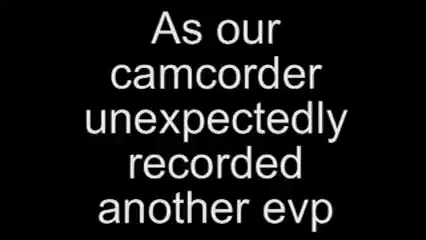 As our
camcorder
unexpectedly
recorded
another evp